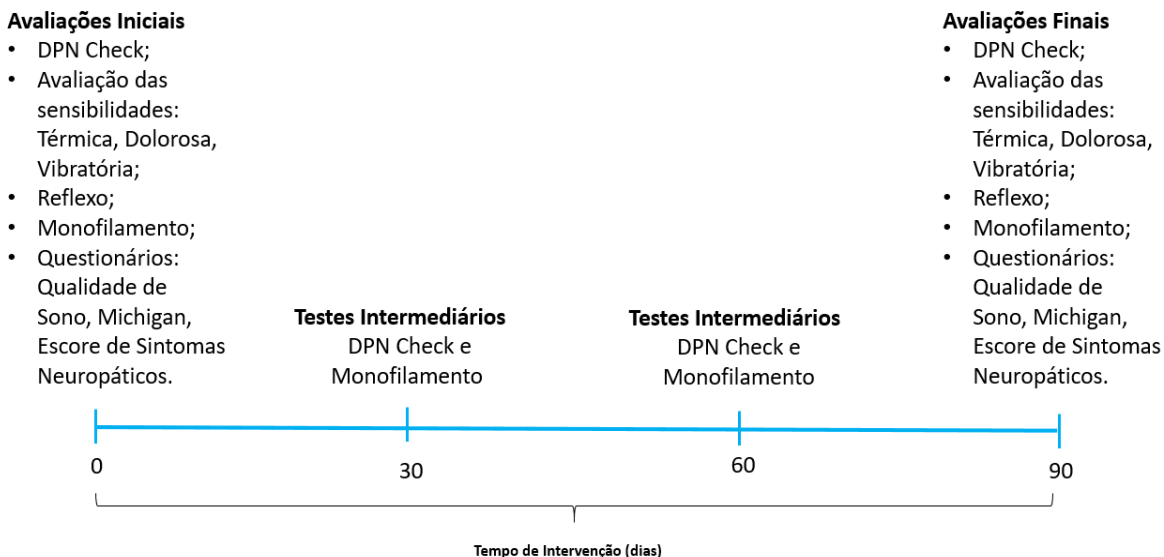 Avaliações Iniciais
• DPN Check;
• Avaliação das
sensibilidades:
Térmica, Dolorosa,
Vibratória;
• Reflexo;
• Monofilamento;
• Questionários:
Qualidade de
Sono, Michigan,
Escore de Sintomas
Neuropáticos.
Testes Intermediários
DPN Check e
Monofilamento
Testes Intermediários
DPN Check e
Monofilamento
Avaliações Finais
• DPN Check;
• Avaliação das
sensibilidades:
Térmica, Dolorosa,
Vibratória;
• Reflexo;
• Monofilamento;
• Questionários:
Qualidade de
Sono, Michigan,
Escore de Sintomas
Neuropáticos.
0
30
60
90
Tempo de Intervenção (dias)